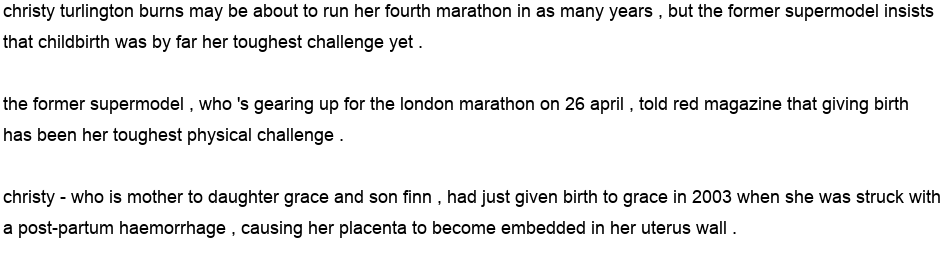 christy turlington burns may be about to run her fourth marathon in as many years , but the former supermodel insists
that childbirth was by far her toughest challenge yet .
the former supermodel , who 's gearing up for the london marathon on 26 april , told red magazine that giving birth
has been her toughest physical challenge .
christy - who is mother to daughter grace and son finn , had just given birth to grace in 2003 when she was struck with
a post-partum haemorrhage , causing her placenta to become embedded in her uterus wall .